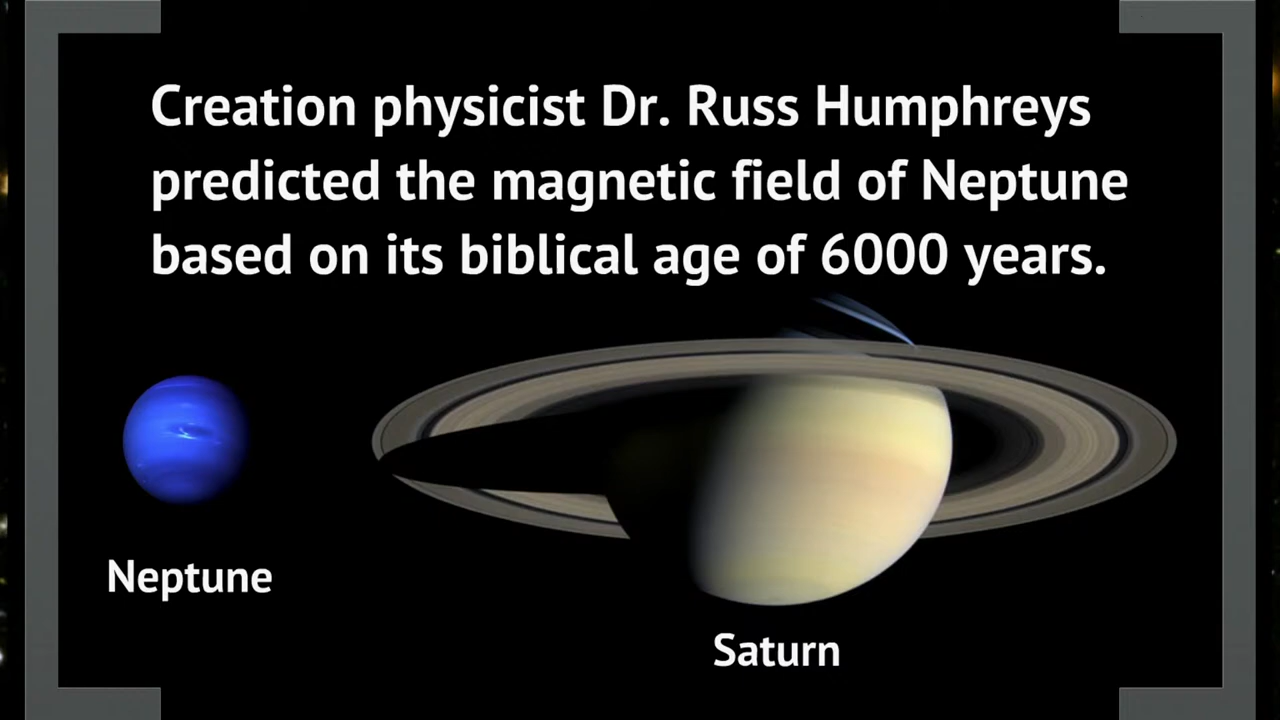 Creation physicist Dr. Russ Humphreys
predicted the magnetic field of Neptune
based on its biblical age of 6000 years.
Neptune
Saturn